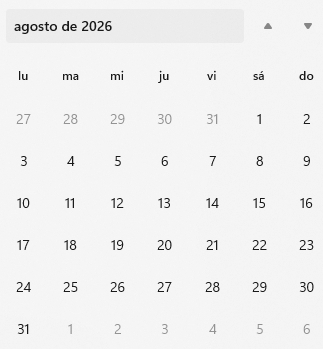 agosto de 2026
lu ma mi ju vi sá do
27 28 29 30 31 1 2
3 4 5 6 7 8 9
10 11 12 13 14 15 16
17 18 19 20 21 22 23
24 25 26 27 28 29 30
31 1 2 3 4 5 6